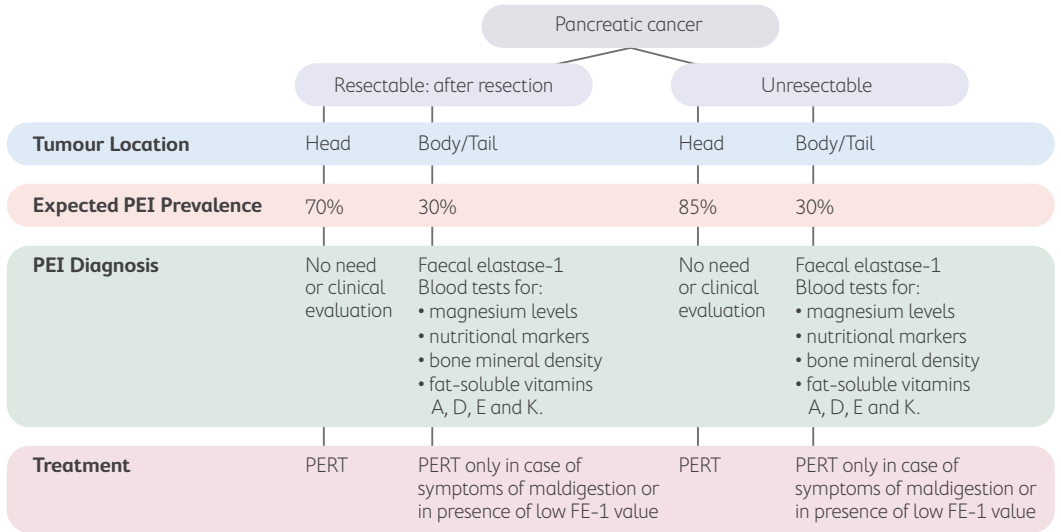 Pancreatic cancer
Resectable: after resection
Unresectable
Tumour Location
Head
Body/Tail
Head
Body/Tail
Expected PEI Prevalence
70%
30%
85%
30%
PEI Diagnosis
No need
or clinical
evaluation
Faecal elastase-1
Blood tests for:
• magnesium levels
• nutritional markers
• bone mineral density
• fat-soluble vitamins
A, D, E and K.
No need
or clinical
evaluation
Faecal elastase-1
Blood tests for:
• magnesium levels
• nutritional markers
• bone mineral density
• fat-soluble vitamins
A, D, E and K.
Treatment
PERT
PERT only in case of
symptoms of maldigestion or
in presence of low FE-1 value
PERT
PERT only in case of
symptoms of maldigestion or
in presence of low FE-1 value